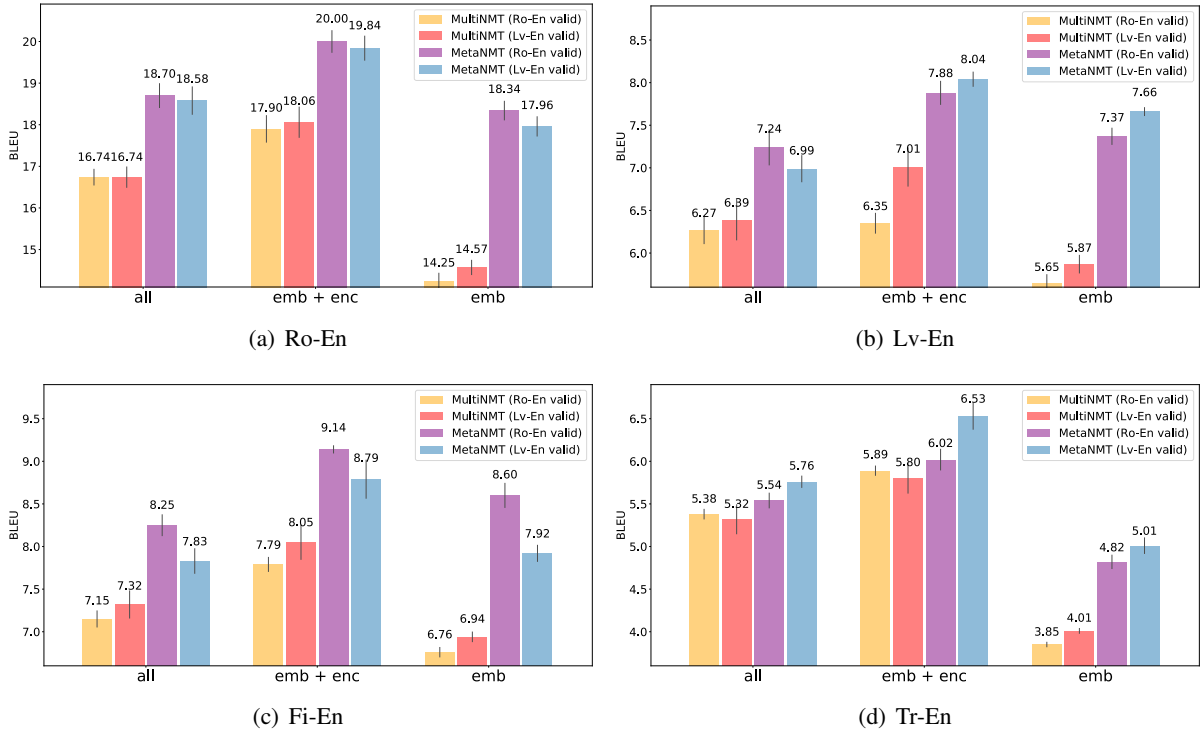 MultiNMT (Ro-En valid)
MultiNMT (Lv-En valid)
MetaNMT (Ro-En valid)
MetaNMT (Lv-En valid)
BLEU
20
19
18
17
16
15
16.74
16.74
18.70
18.58
17.90
18.06
20.00
19.84
14.25
14.57
18.34
17.96
all
emb + enc
emb
(a) Ro-En
MultiNMT (Ro-En valid)
MultiNMT (Lv-En valid)
MetaNMT (Ro-En valid)
MetaNMT (Lv-En valid)
BLEU
8.5
8.0
7.5
7.0
6.5
6.0
6.27
6.39
7.24
6.99
6.35
7.01
7.88
8.04
5.65
5.87
7.37
7.66
all
emb + enc
emb
(b) Lv-En
MultiNMT (Ro-En valid)
MultiNMT (Lv-En valid)
MetaNMT (Ro-En valid)
MetaNMT (Lv-En valid)
BLEU
9.5
9.0
8.5
8.0
7.5
7.0
7.15
7.32
8.25
7.83
7.79
8.05
9.14
8.79
6.76
6.94
8.60
7.92
all
emb + enc
emb
(c) Fi-En
MultiNMT (Ro-En valid)
MultiNMT (Lv-En valid)
MetaNMT (Ro-En valid)
MetaNMT (Lv-En valid)
BLEU
6.5
6.0
5.5
5.0
4.5
4.0
5.38
5.32
5.54
5.76
5.89
5.80
6.02
6.53
3.85
4.01
4.82
5.01
all
emb + enc
emb
(d) Tr-En